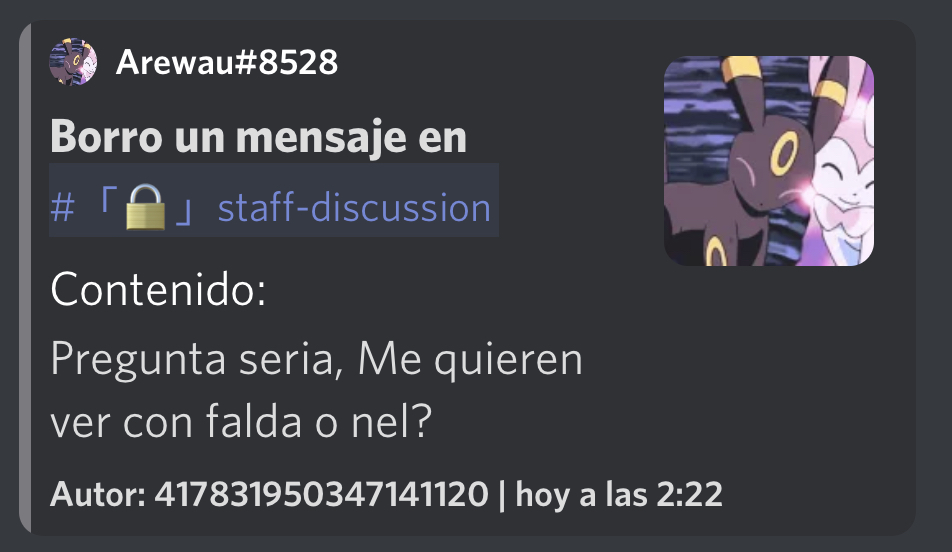 Arewau#8528
Borro un mensaje en
#「🔒」staff-discussion
Contenido:
Pregunta seria, Me quieren
ver con falda o nel?
Autor: 417831950347141120 | hoy a las 2:22